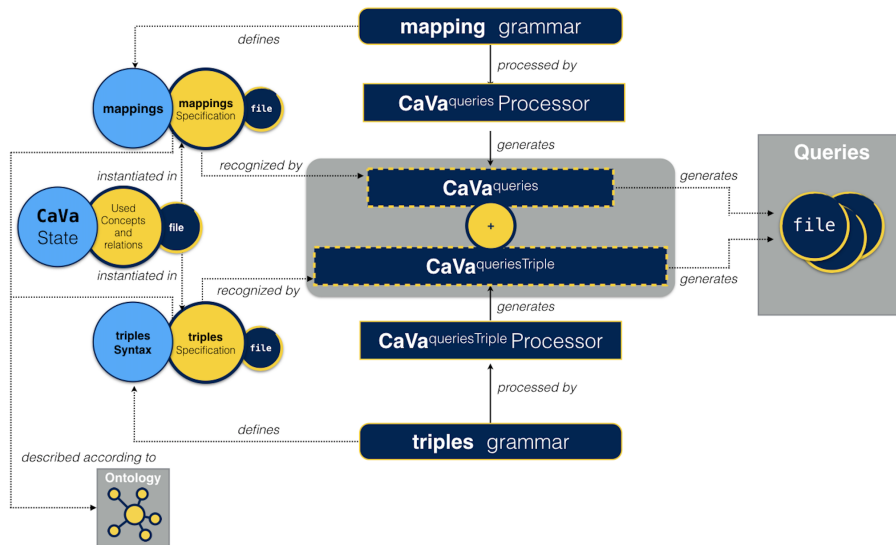 mapping grammar
defines
processed by
mappings
mappings
Specification
file
CaVaqueries Processor
generates
recognized by
Queries
instantiated in
CaVaqueries
generates
CaVa
State
Used
Concepts
and
relations
file
+
file
instantiated in
recognized by
CaVaqueriesTriple
generates
generates
triples
Syntax
triples
Specification
file
CaVaqueriesTriple Processor
processed by
defines
triples grammar
described according to
Ontology